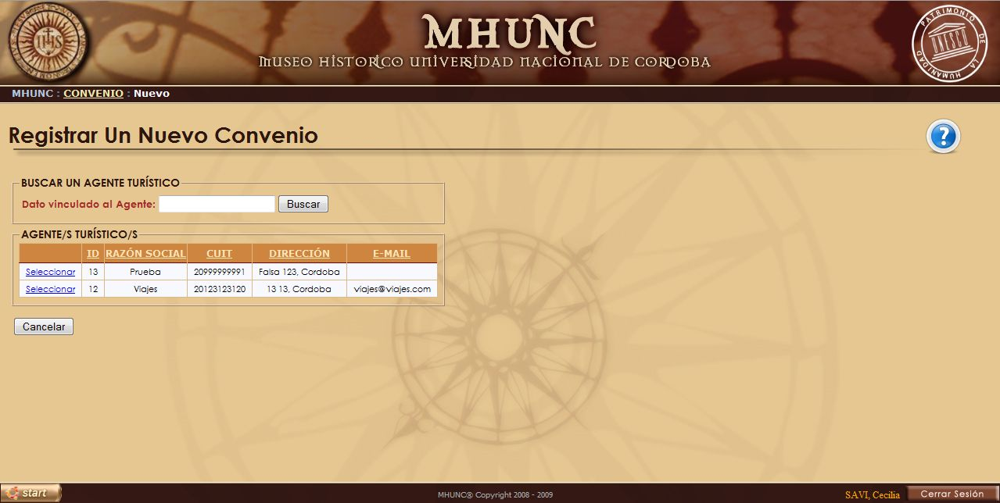 MHUNC
MUSEO HISTORICO UNIVERSIDAD NACIONAL DE CORDOBA
IHS
PATRIMONIO DE LA HUMANIDAD
UNESCO
MHUNC : CONVENIO : Nuevo
Registrar Un Nuevo Convenio
?
BUSCAR UN AGENTE TURÍSTICO
Dato vinculado al Agente: Buscar
AGENTE/S TURÍSTICO/S
ID RAZÓN SOCIAL CUIT DIRECCIÓN E-MAIL
Seleccionar 13 Prueba 20999999991 Falsa 123, Cordoba
Seleccionar 12 Viajes 20123123120 13 13, Cordoba viajes@viajes.com
Cancelar
start MHUNC® Copyright 2008 - 2009 SAVI, Cecilia Cerrar Sesión